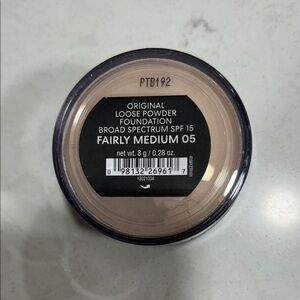 PTB192
ORIGINAL
LOOSE POWDER
FOUNDATION
BROAD SPECTRUM SPF 15
FAIRLY MEDIUM 05
net wt. 8 g / 0.28 oz.
0 98132 26961 7